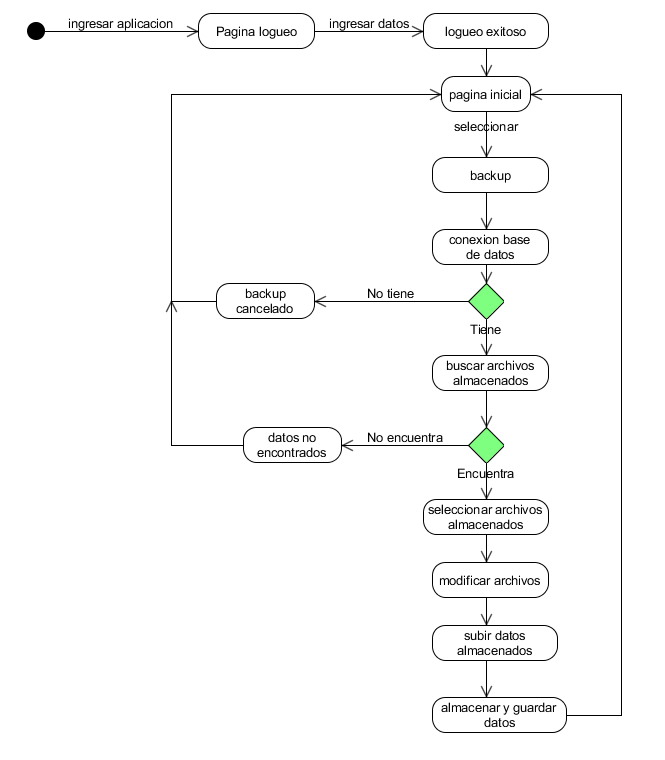 ingresar aplicacion
Pagina logueo
ingresar datos
logueo exitoso
pagina inicial
seleccionar
backup
conexion base
de datos
No tiene
backup
cancelado
Tiene
buscar archivos
almacenados
No encuentra
datos no
encontrados
Encuentra
seleccionar archivos
almacenados
modificar archivos
subir datos
almacenados
almacenar y guardar
datos